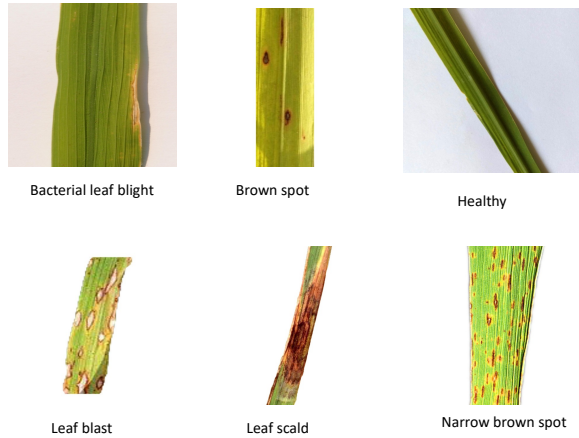 Bacterial leaf blight
Brown spot
Healthy
Leaf blast
Leaf scald
Narrow brown spot